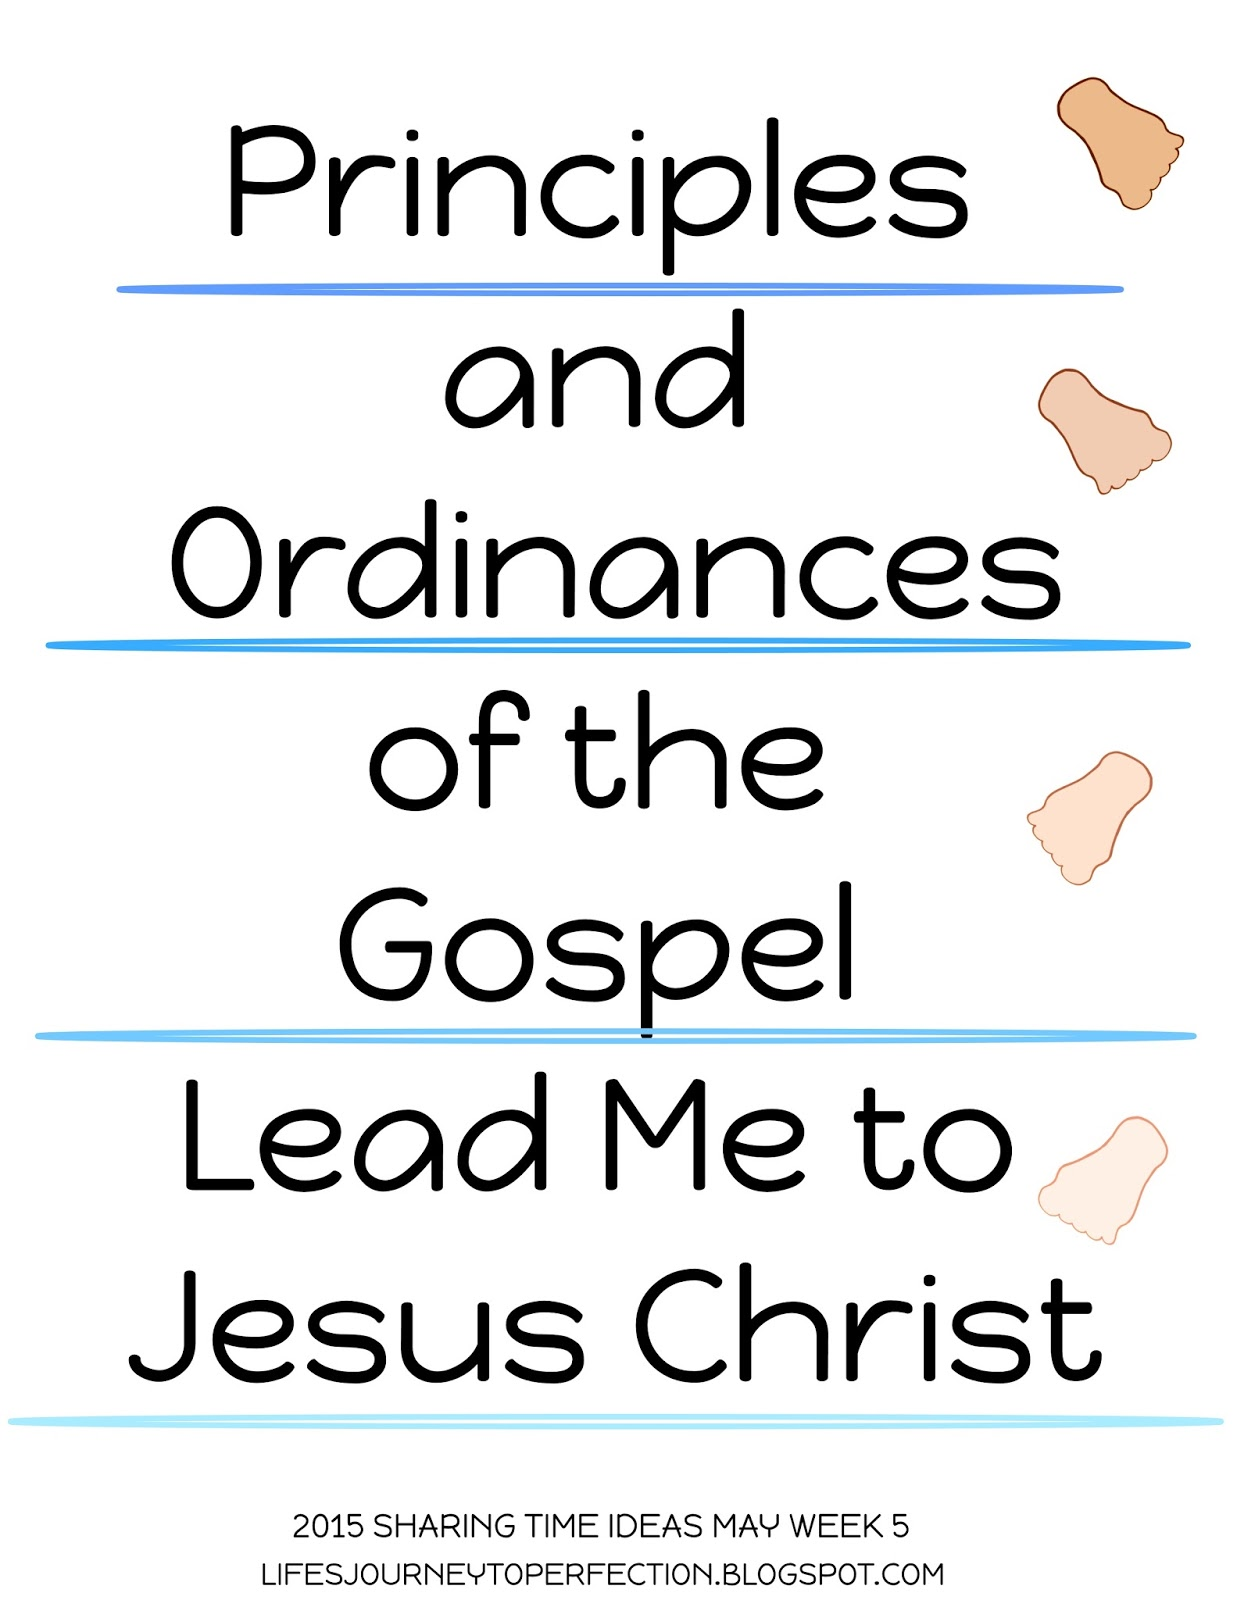 Principles
and
Ordinances
of the
Gospel
Lead Me to
Jesus Christ
2015 SHARING TIME IDEAS MAY WEEK 5
LIFESJOURNEYTOPERFECTION.BLOGSPOT.COM